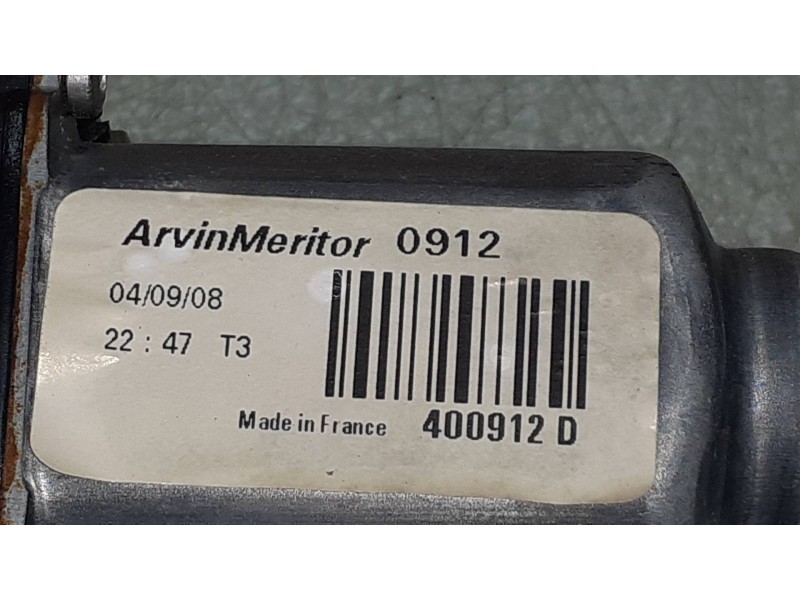 ArvinMeritor 0912
04/09/08
22 : 47 T3
Made in France 400912 D